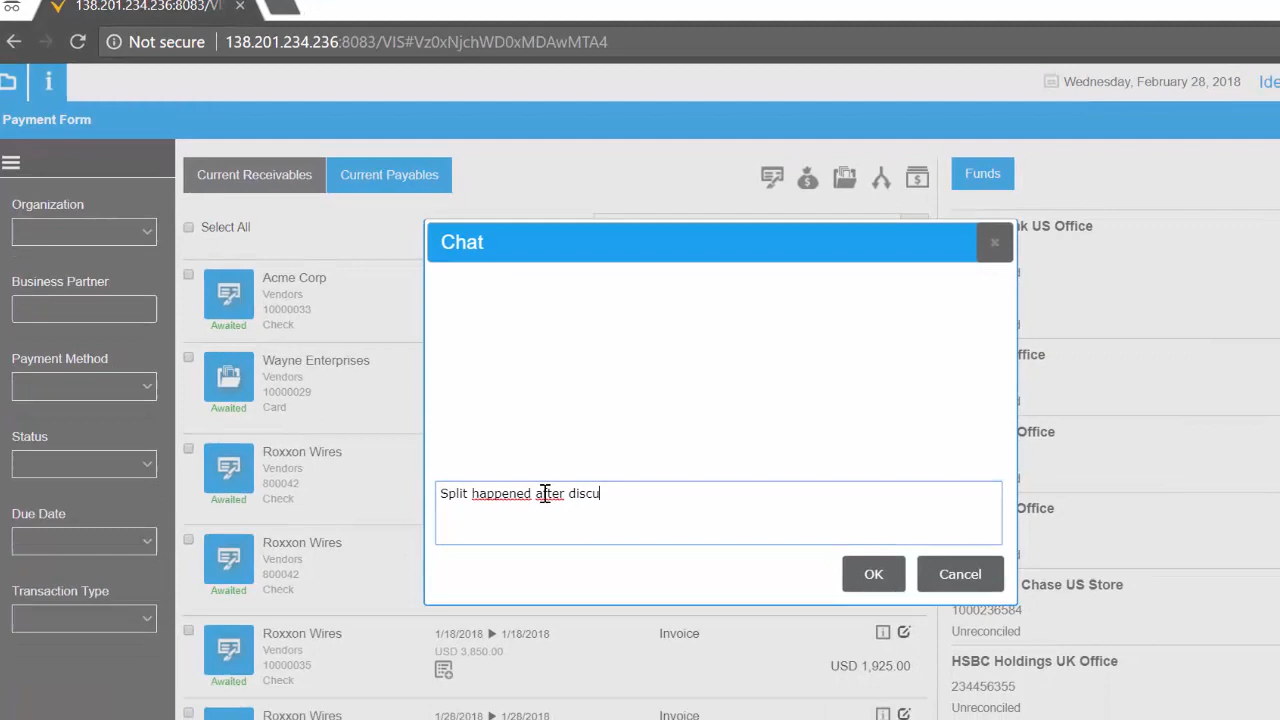 138.201.234.236:8083/VI
Not secure
138.201.234.236:8083/VIS#Vz0xNjchWD0xMDAwMTA4
i
Wednesday, February 28, 2018
Ide
Payment Form
Organization
Business Partner
Payment Method
Status
Due Date
Transaction Type
Current Receivables
Current Payables
Select All
Acme Corp
Vendors
10000033
Check
Awaited
Wayne Enterprises
Vendors
10000029
Card
Awaited
Roxxon Wires
Vendors
800042
Check
Awaited
Roxxon Wires
Vendors
800042
Check
Awaited
Roxxon Wires
Vendors
10000035
Check
Awaited
1/18/2018 ▶ 1/18/2018
USD 3,850.00
Invoice
USD 1,925.00
Roxxon Wires
1/28/2018 ▶ 1/28/2018
Invoice
Chat
Split happened after discu
OK
Cancel
Funds
k US Office
d
ffice
d
Office
d
Office
d
Chase US Store
1000236584
Unreconciled
HSBC Holdings UK Office
234456355
Unreconciled